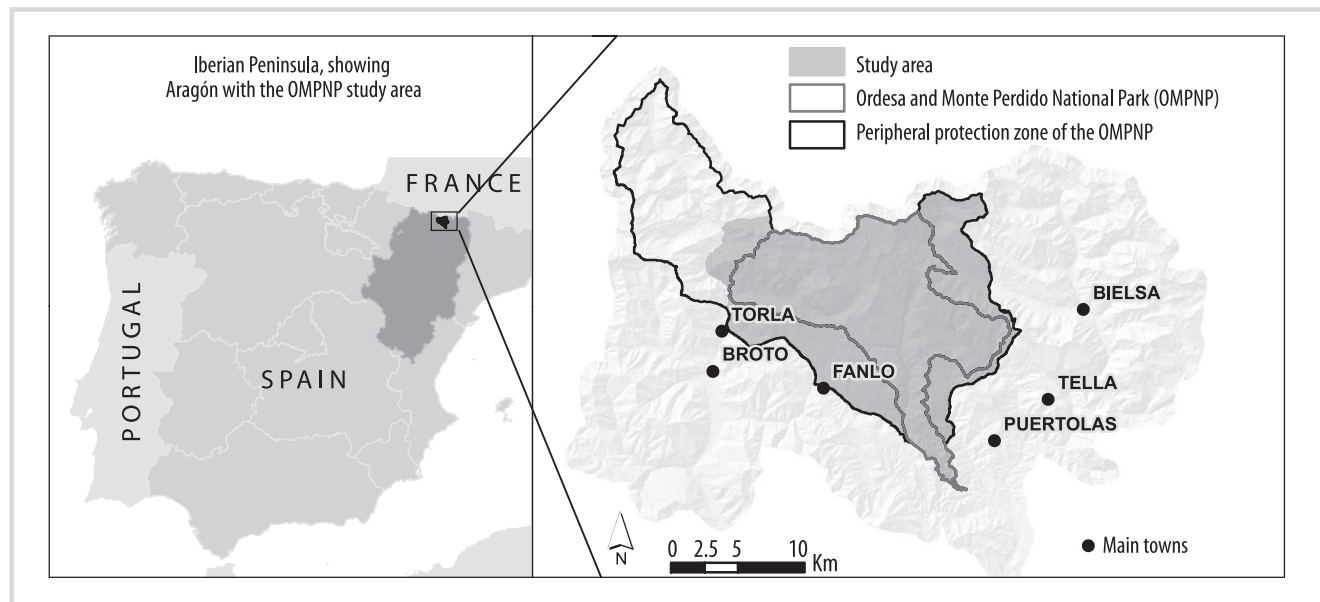 Iberian Peninsula, showing
Aragón with the OMPNP study area
FRANCE
PORTUGAL
SPAIN
Study area
Ordesa and Monte Perdido National Park (OMPNP)
Peripheral protection zone of the OMPNP
BIELSA
TORLA
BROTO
FANLO
TELLA
PUERTOLAS
N
0 2.5 5 10
Km
Main towns